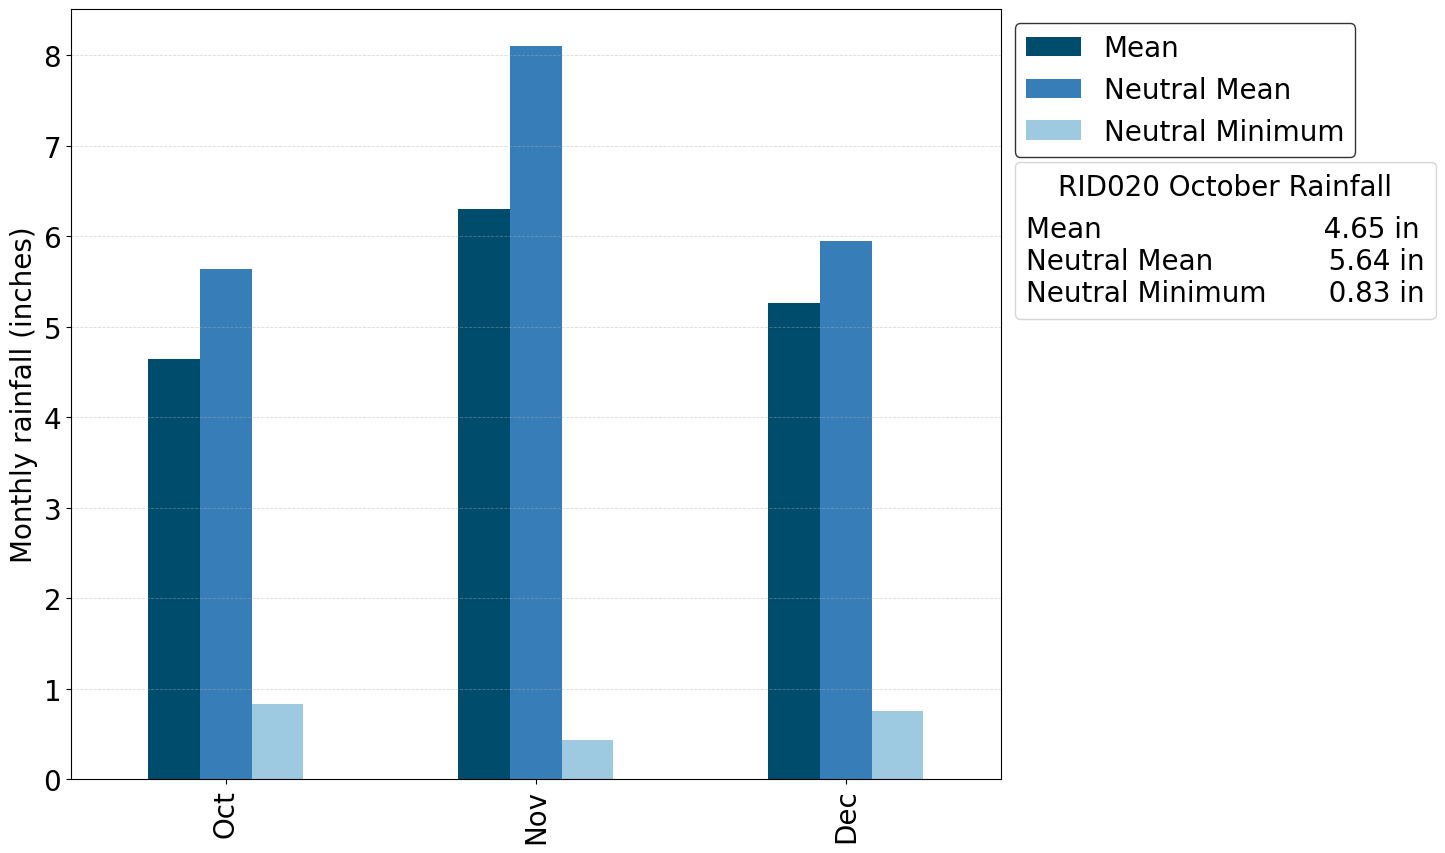 Monthly rainfall (inches)
8
7
6
5
4
3
2
1
0
Oct
Nov
Dec
Mean
Neutral Mean
Neutral Minimum
RID020 October Rainfall
Mean 4.65 in
Neutral Mean 5.64 in
Neutral Minimum 0.83 in